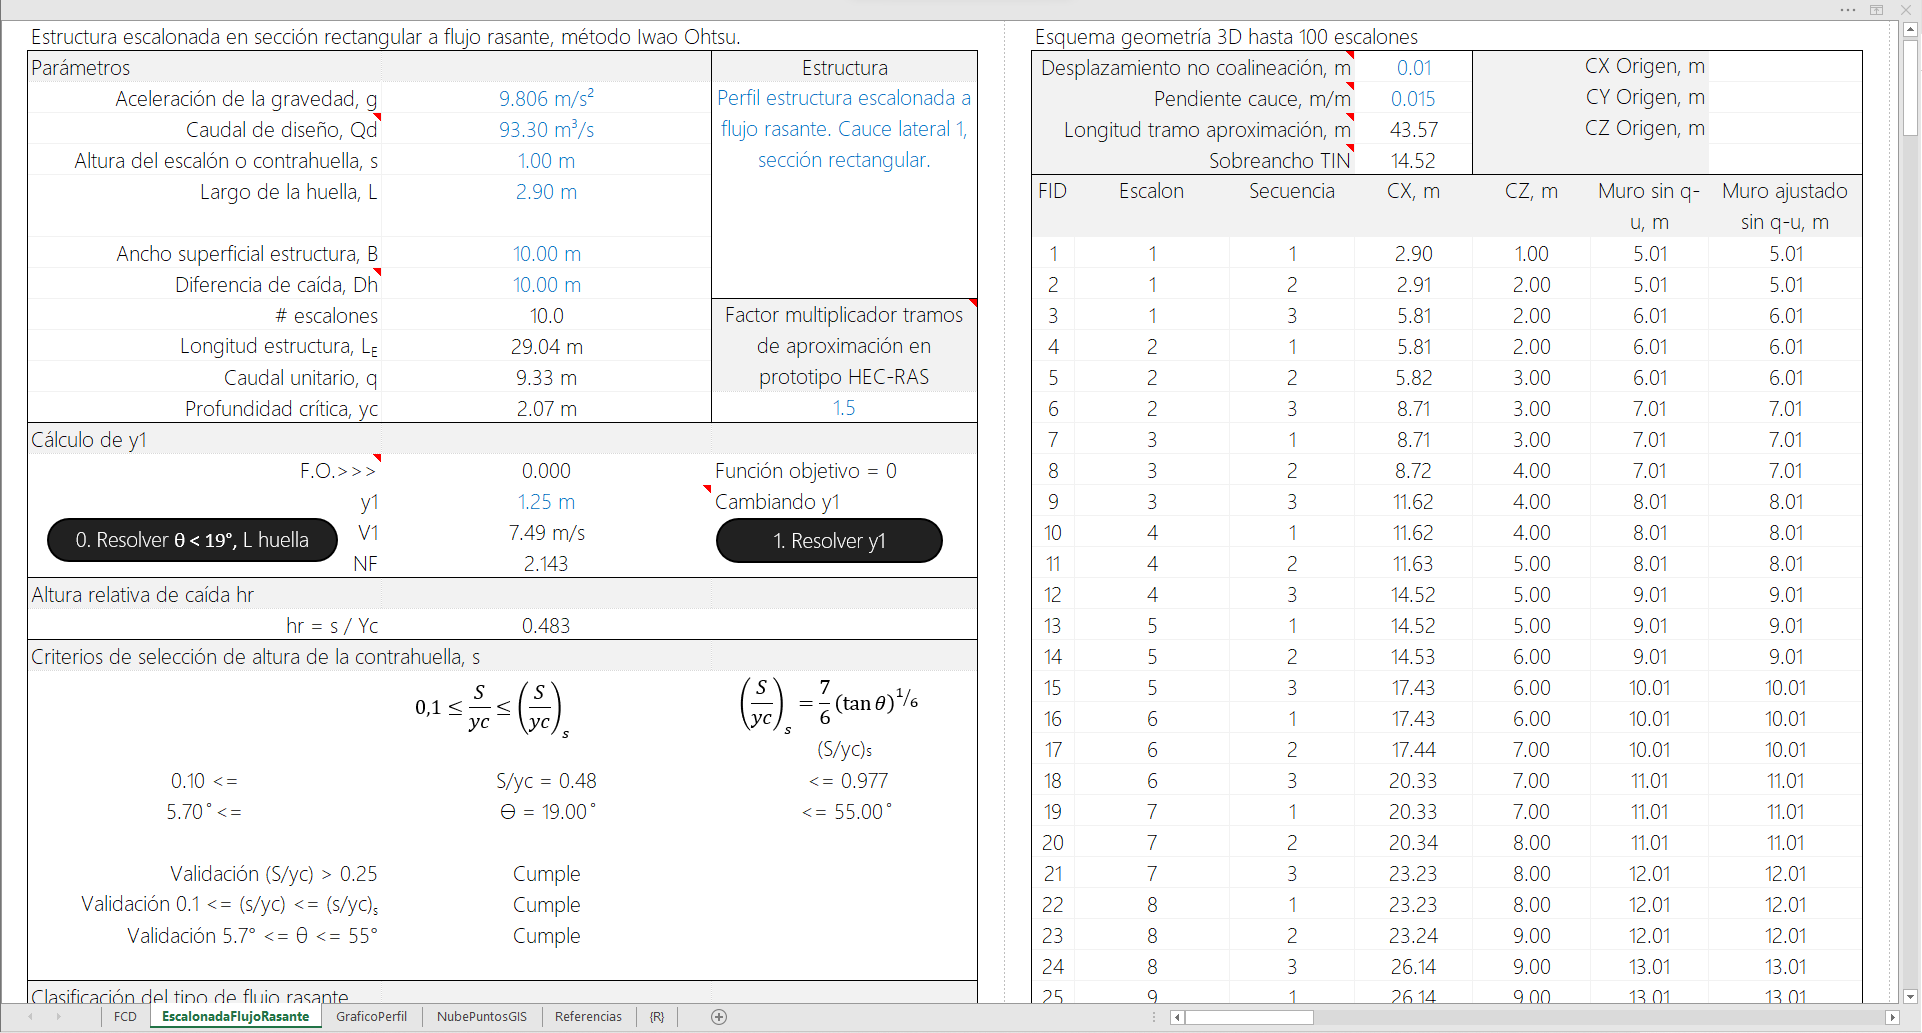 Estructura escalonada en sección rectangular a flujo rasante, método Iwao Ohtsu.
Parámetros
Estructura
Aceleración de la gravedad, g 9.806 m/s²
Perfil estructura escalonada a
Caudal de diseño, Qd 93.30 m³/s
flujo rasante. Cauce lateral 1,
Altura del escalón o contrahuella, s 1.00 m
sección rectangular.
Largo de la huella, L 2.90 m
Ancho superficial estructura, B 10.00 m
Diferencia de caída, Dh 10.00 m
# escalones 10.0
Factor multiplicador tramos
Longitud estructura, LE 29.04 m
de aproximación en
Caudal unitario, q 9.33 m
prototipo HEC-RAS
Profundidad crítica, yc 2.07 m
1.5
Cálculo de y1
F.O.>>> 0.000 Función objetivo = 0
y1 1.25 m Cambiando y1
0. Resolver θ < 19°, L huella V1 7.49 m/s 1. Resolver y1
NF 2.143
Altura relativa de caída hr
hr = s / Yc 0.483
Criterios de selección de altura de la contrahuella, s
0,1 ≤ S/yc ≤ (S/yc)s (S/yc)s = 7/6 (tan θ)^1/6
(S/yc)s
0.10 <= S/yc = 0.48 <= 0.977
5.70° <= Θ = 19.00° <= 55.00°
Validación (S/yc) > 0.25 Cumple
Validación 0.1 <= (s/yc) <= (s/yc)s Cumple
Validación 5.7° <= θ <= 55° Cumple
Clasificación del tipo de flujo rasante
Esquema geometría 3D hasta 100 escalones
Desplazamiento no coalineación, m 0.01 CX Origen, m
Pendiente cauce, m/m 0.015 CY Origen, m
Longitud tramo aproximación, m 43.57 CZ Origen, m
Sobreancho TIN 14.52
FID Escalon Secuencia CX, m CZ, m Muro sin q- Muro ajustado
u, m sin q-u, m
1 1 1 2.90 1.00 5.01 5.01
2 1 2 2.91 2.00 5.01 5.01
3 1 3 5.81 2.00 6.01 6.01
4 2 1 5.81 2.00 6.01 6.01
5 2 2 5.82 3.00 6.01 6.01
6 2 3 8.71 3.00 7.01 7.01
7 3 1 8.71 3.00 7.01 7.01
8 3 2 8.72 4.00 7.01 7.01
9 3 3 11.62 4.00 8.01 8.01
10 4 1 11.62 4.00 8.01 8.01
11 4 2 11.63 5.00 8.01 8.01
12 4 3 14.52 5.00 9.01 9.01
13 5 1 14.52 5.00 9.01 9.01
14 5 2 14.53 6.00 9.01 9.01
15 5 3 17.43 6.00 10.01 10.01
16 6 1 17.43 6.00 10.01 10.01
17 6 2 17.44 7.00 10.01 10.01
18 6 3 20.33 7.00 11.01 11.01
19 7 1 20.33 7.00 11.01 11.01
20 7 2 20.34 8.00 11.01 11.01
21 7 3 23.23 8.00 12.01 12.01
22 8 1 23.23 8.00 12.01 12.01
23 8 2 23.24 9.00 12.01 12.01
24 8 3 26.14 9.00 13.01 13.01
25 9 1 26.14 9.00 13.01 13.01
FCD EscalonadaFlujoRasante GraficoPerfil NubePuntosGIS Referencias {R}